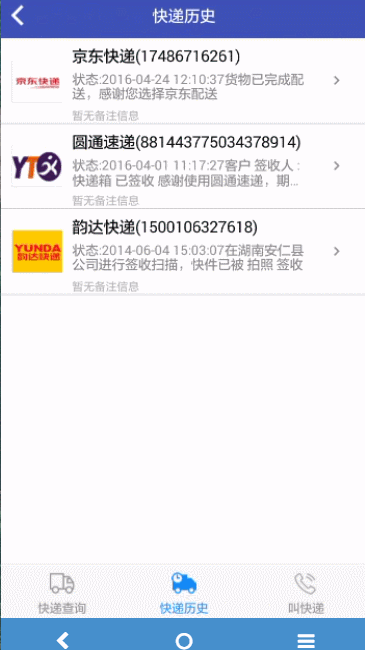 快递历史
京东快递(17486716261)
京东快递
状态:2016-04-24 12:10:37货物已完成配
送，感谢您选择京东配送
暂无备注信息
圆通速递(881443775034378914)
YTO
状态:2016-04-01 11:17:27客户 签收人 :
快递箱 已签收 感谢使用圆通速递，期...
暂无备注信息
韵达快递(1500106327618)
YUNDA
韵达快递
状态:2014-06-04 15:03:07在湖南安仁县
公司进行签收扫描，快件已被 拍照 签收
暂无备注信息
快递查询
快递历史
叫快递